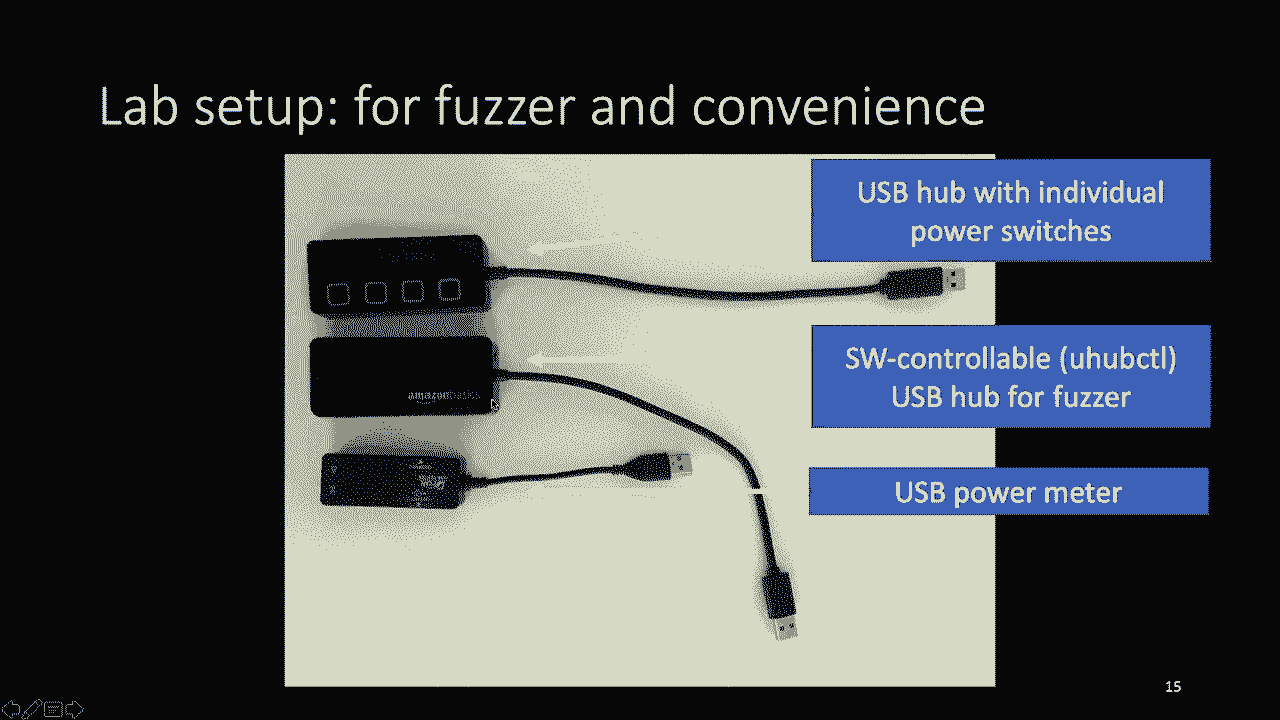 Lab setup: for fuzzer and convenience
USB hub with individual
power switches
SW-controllable (uhubctl)
USB hub for fuzzer
amazonbasics
USB power meter
15